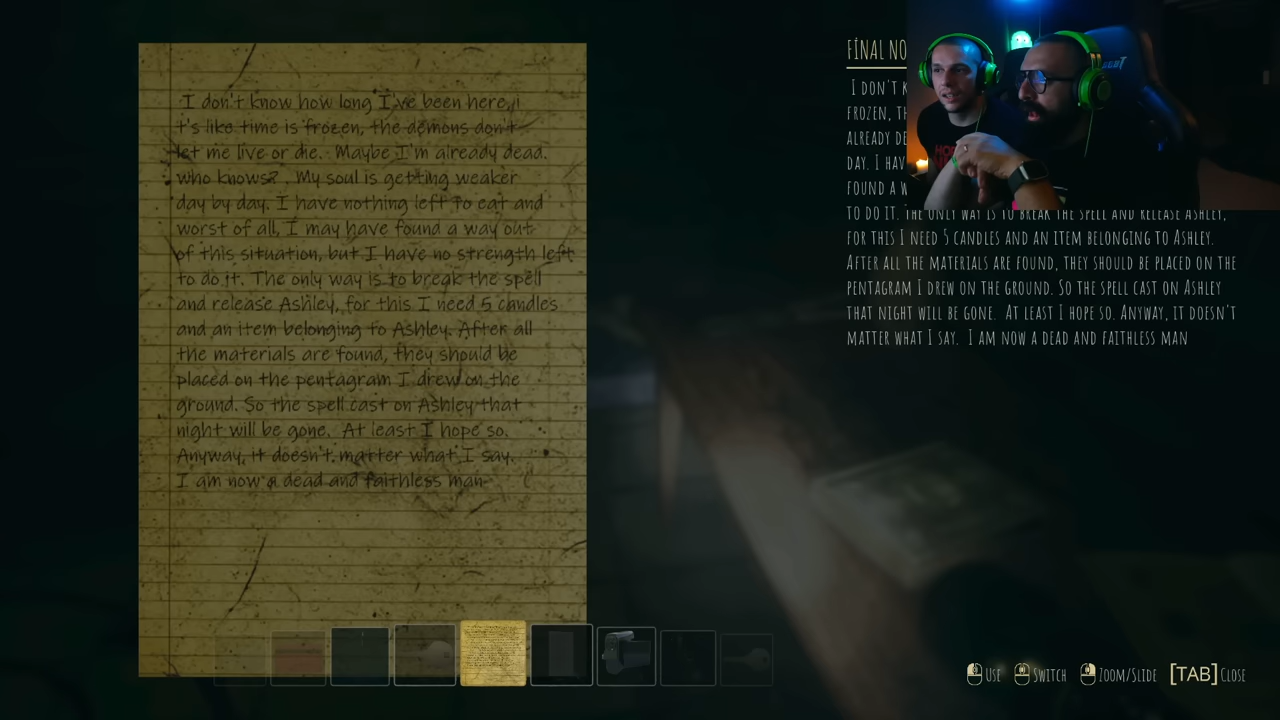 I don't know how long I've been here, i
t's like time is frozen, the demons don't
let me live or die. Maybe I'm already dead.
who knows? My soul is getting weaker
day by day. I have nothing left to eat and
worst of all, I may have found a way out
of this situation, but I have no strength left
to do it. The only way is to break the spell
and release Ashley, for this I need 5 candles
and an item belonging to Ashley. After all
the materials are found, they should be
placed on the pentagram I drew on the
ground. So the spell cast on Ashley that
night will be gone. At least I hope so.
Anyway, it doesn't matter what I say.
I am now a dead and faithless man
FINAL NO
I DON'T K
FROZEN, TH
ALREADY DE
DAY. I HAV
FOUND A W
TO DO IT. THE ONLY WAY IS TO BREAK THE SPELL AND RELEASE ASHLEY,
FOR THIS I NEED 5 CANDLES AND AN ITEM BELONGING TO ASHLEY.
AFTER ALL THE MATERIALS ARE FOUND, THEY SHOULD BE PLACED ON THE
PENTAGRAM I DREW ON THE GROUND. SO THE SPELL CAST ON ASHLEY
THAT NIGHT WILL BE GONE. AT LEAST I HOPE SO. ANYWAY, IT DOESN'T
MATTER WHAT I SAY. I AM NOW A DEAD AND FAITHLESS MAN
USE SWITCH ZOOM/SLIDE [TAB] CLOSE